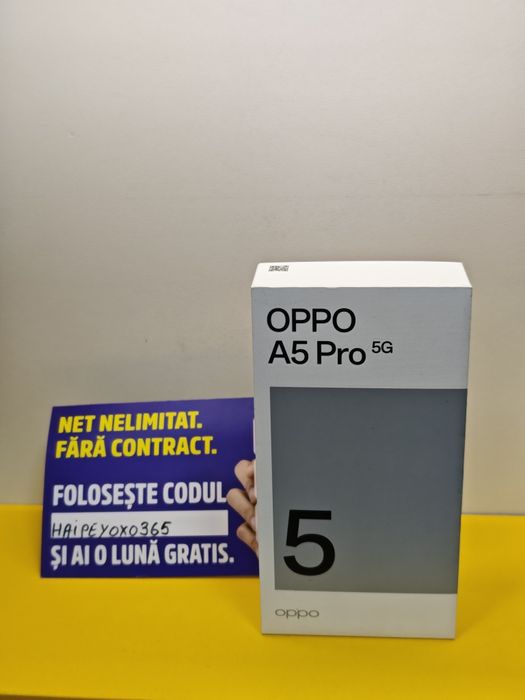 OPPO
A5 Pro 5G
5
oppo
NET NELIMITAT.
FĂRĂ CONTRACT.
FOLOSEȘTE CODUL
HAIPEYOXO365
ȘI AI O LUNĂ GRATIS.